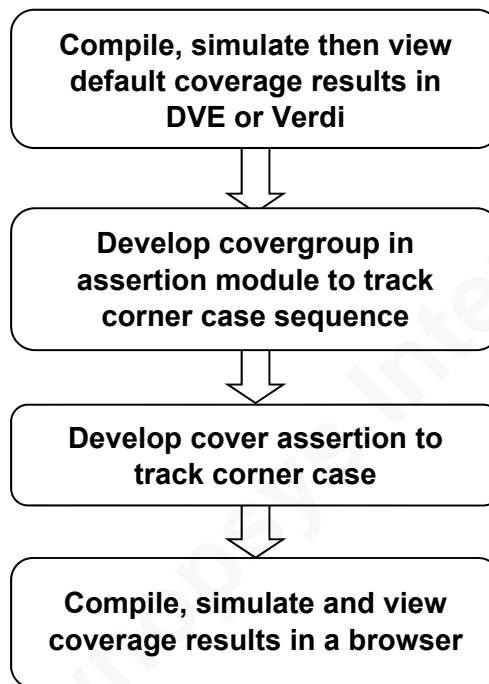 Compile, simulate then view
default coverage results in
DVE or Verdi
Develop covergroup in
assertion module to track
corner case sequence
Develop cover assertion to
track corner case
Compile, simulate and view
coverage results in a browser